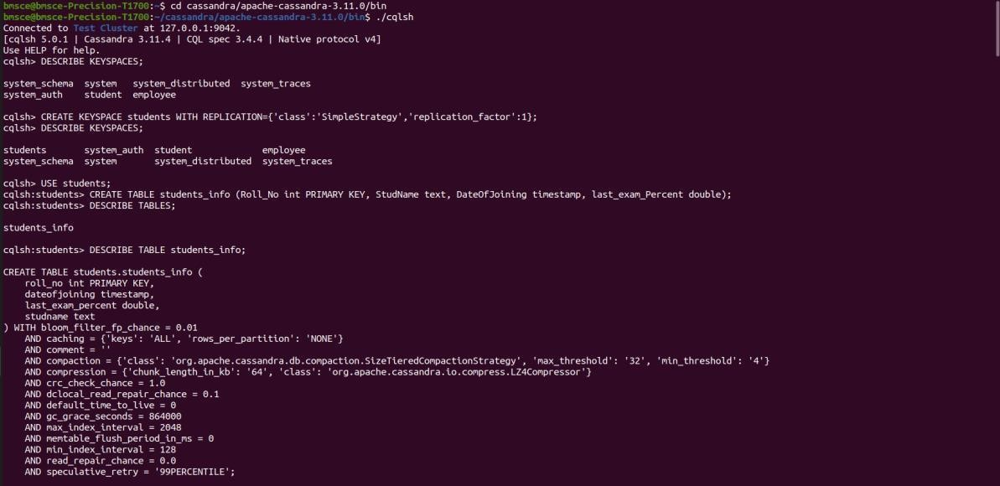 bmsce@bmsce-Precision-T1700:~$ cd cassandra/apache-cassandra-3.11.0/bin
bmsce@bmsce-Precision-T1700:~/cassandra/apache-cassandra-3.11.0/bin$ ./cqlsh
Connected to Test Cluster at 127.0.0.1:9042.
[cqlsh 5.0.1 | Cassandra 3.11.4 | CQL spec 3.4.4 | Native protocol v4]
Use HELP for help.
cqlsh> DESCRIBE KEYSPACES;

system_schema  system   system_distributed  system_traces
system_auth    student  employee

cqlsh> CREATE KEYSPACE students WITH REPLICATION={'class':'SimpleStrategy','replication_factor':1};
cqlsh> DESCRIBE KEYSPACES;

students       system_auth  student             employee
system_schema  system       system_distributed  system_traces

cqlsh> USE students;
cqlsh:students> CREATE TABLE students_info (Roll_No int PRIMARY KEY, StudName text, DateOfJoining timestamp, last_exam_Percent double);
cqlsh:students> DESCRIBE TABLES;

students_info

cqlsh:students> DESCRIBE TABLE students_info;

CREATE TABLE students.students_info (
    roll_no int PRIMARY KEY,
    dateofjoining timestamp,
    last_exam_percent double,
    studname text
) WITH bloom_filter_fp_chance = 0.01
    AND caching = {'keys': 'ALL', 'rows_per_partition': 'NONE'}
    AND comment = ''
    AND compaction = {'class': 'org.apache.cassandra.db.compaction.SizeTieredCompactionStrategy', 'max_threshold': '32', 'min_threshold': '4'}
    AND compression = {'chunk_length_in_kb': '64', 'class': 'org.apache.cassandra.io.compress.LZ4Compressor'}
    AND crc_check_chance = 1.0
    AND dclocal_read_repair_chance = 0.1
    AND default_time_to_live = 0
    AND gc_grace_seconds = 864000
    AND max_index_interval = 2048
    AND memtable_flush_period_in_ms = 0
    AND min_index_interval = 128
    AND read_repair_chance = 0.0
    AND speculative_retry = '99PERCENTILE';